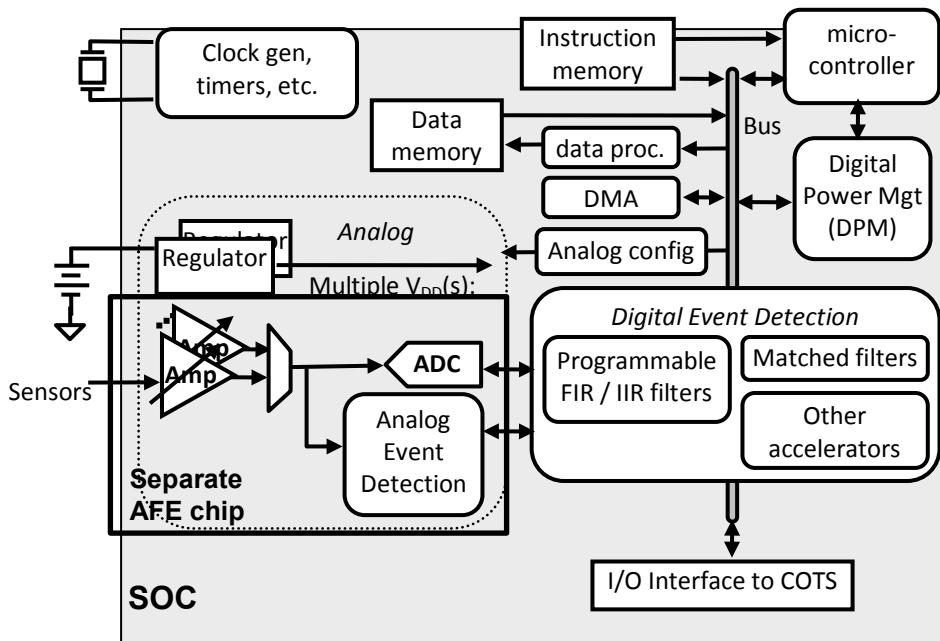 Clock gen,
timers, etc.
Instruction
memory
micro-
controller
Data
memory
Bus
data proc.
Digital
Power Mgt
(DPM)
DMA
Regulator
Regulator
Analog
Analog config
Multiple VDD(s);
Digital Event Detection
Programmable
FIR / IIR filters
Matched filters
Other
accelerators
Amp
Amp
ADC
Sensors
Analog
Event
Detection
Separate
AFE chip
SOC
I/O Interface to COTS